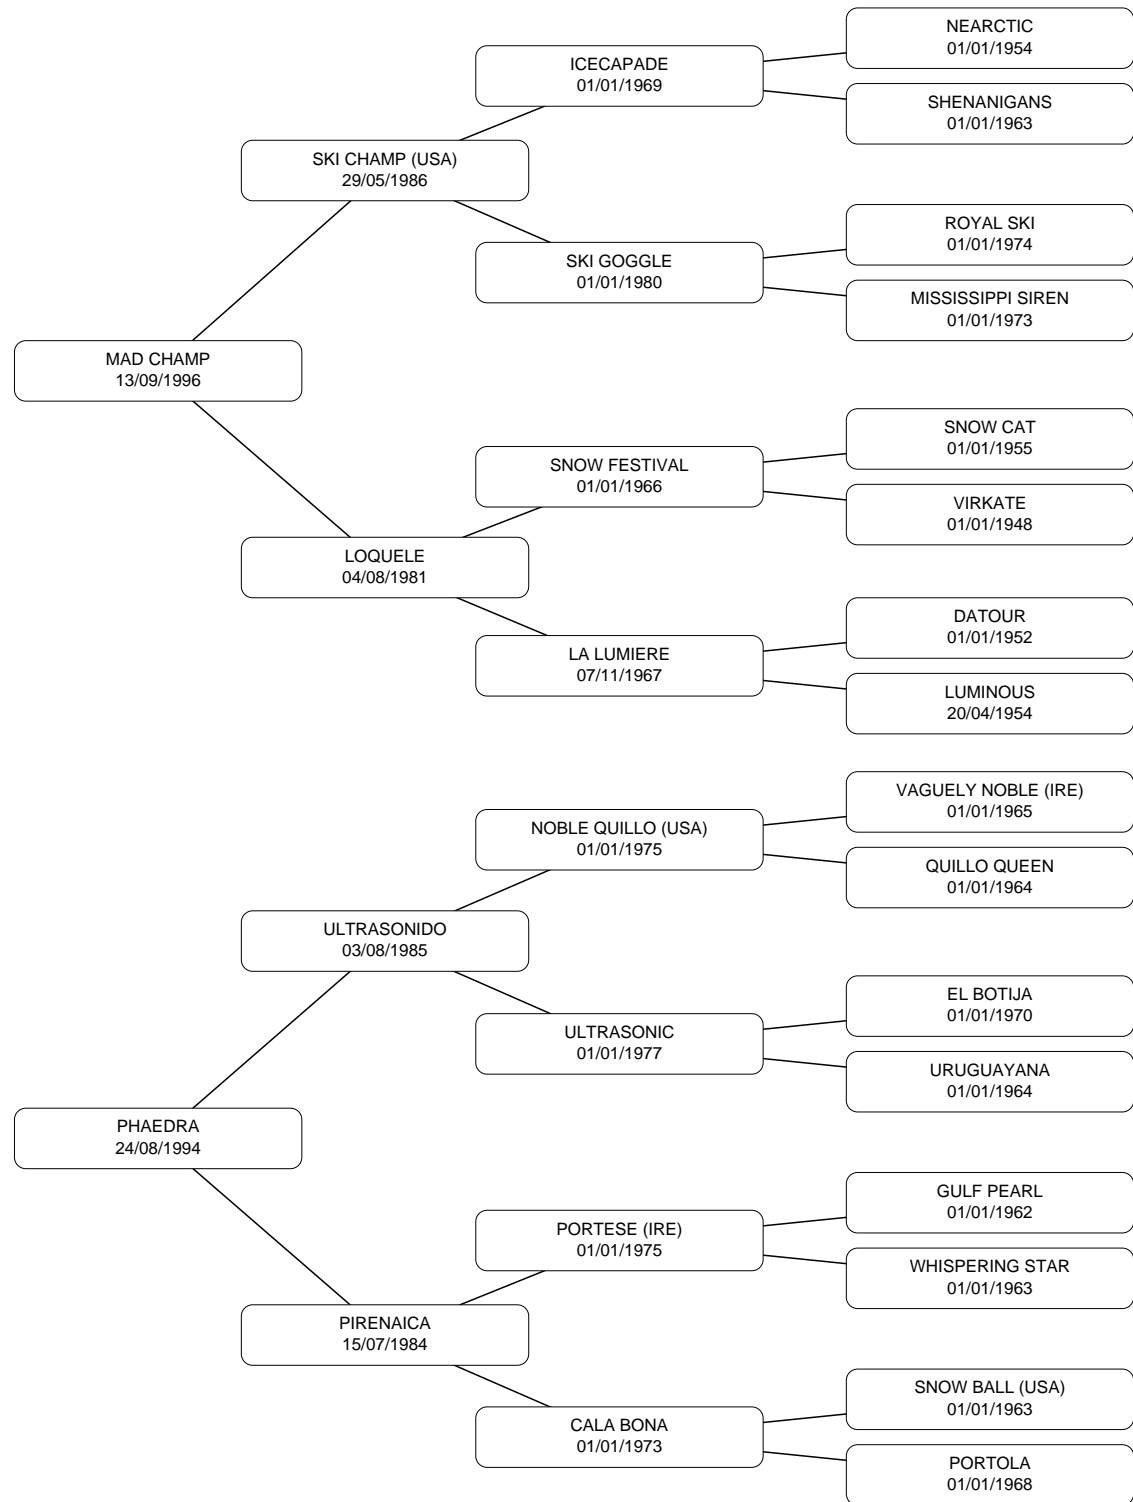 NEARCTIC
01/01/1954
ICECAPADE
01/01/1969
SHENANIGANS
01/01/1963
SKI CHAMP (USA)
29/05/1986
ROYAL SKI
01/01/1974
SKI GOGGLE
01/01/1980
MISSISSIPPI SIREN
01/01/1973
MAD CHAMP
13/09/1996
SNOW CAT
01/01/1955
SNOW FESTIVAL
01/01/1966
VIRKATE
01/01/1948
LOQUELE
04/08/1981
DATOUR
01/01/1952
LA LUMIERE
07/11/1967
LUMINOUS
20/04/1954
VAGUELY NOBLE (IRE)
01/01/1965
NOBLE QUILLO (USA)
01/01/1975
QUILLO QUEEN
01/01/1964
ULTRASONIDO
03/08/1985
EL BOTIJA
01/01/1970
ULTRASONIC
01/01/1977
URUGUAYANA
01/01/1964
PHAEDRA
24/08/1994
GULF PEARL
01/01/1962
PORTESE (IRE)
01/01/1975
WHISPERING STAR
01/01/1963
PIRENAICA
15/07/1984
SNOW BALL (USA)
01/01/1963
CALA BONA
01/01/1973
PORTOLA
01/01/1968